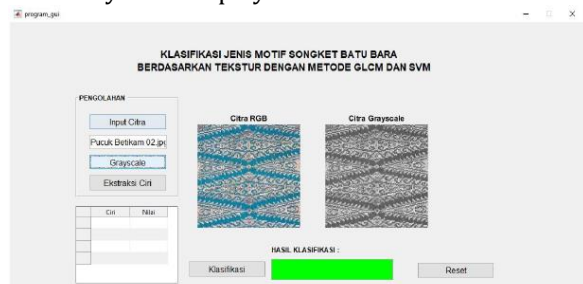 program_gui
KLASIFIKASI JENIS MOTIF SONGKET BATU BARA
BERDASARKAN TEKSTUR DENGAN METODE GLCM DAN SVM
PENGOLAHAN
Input Citra
Pucuk Betikam 02.jpg
Grayscale
Ekstraksi Ciri
Citra RGB
Citra Grayscale
Ciri Nilai
HASIL KLASIFIKASI :
Klasifikasi
Reset